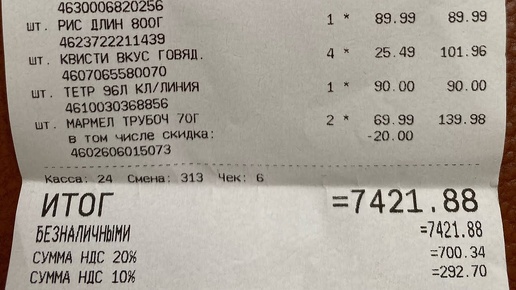 4630006820256
шт. РИС ДЛИН 800Г 1 * 89.99 89.99
4623722211439
шт. КВИСТИ ВКУС ГОВЯД. 4 * 25.49 101.96
4607065580070
шт. ТЕТР 96Л КЛ/ЛИНИЯ 1 * 90.00 90.00
4610030368856
шт. МАРМЕЛ ТРУБОЧ 70Г 2 * 69.99 139.98
в том числе скидка: -20.00
4602606015073
Касса: 24 Смена: 313 Чек: 6
ИТОГ =7421.88
БЕЗНАЛИЧНЫМИ =7421.88
СУММА НДС 20% =700.34
СУММА НДС 10% =292.70